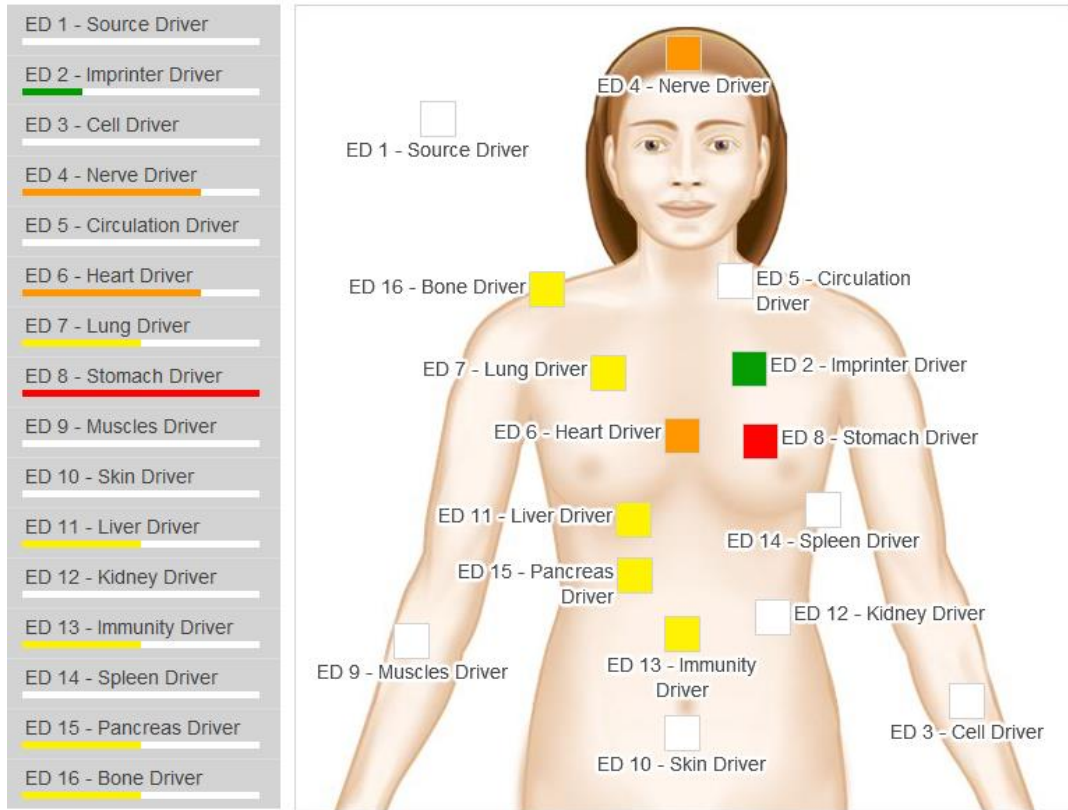 ED 1 - Source Driver
ED 2 - Imprinter Driver
ED 3 - Cell Driver
ED 4 - Nerve Driver
ED 5 - Circulation Driver
ED 6 - Heart Driver
ED 7 - Lung Driver
ED 8 - Stomach Driver
ED 9 - Muscles Driver
ED 10 - Skin Driver
ED 11 - Liver Driver
ED 12 - Kidney Driver
ED 13 - Immunity Driver
ED 14 - Spleen Driver
ED 15 - Pancreas Driver
ED 16 - Bone Driver
ED 4 - Nerve Driver
ED 1 - Source Driver
ED 16 - Bone Driver
ED 5 - Circulation
Driver
ED 7 - Lung Driver
ED 2 - Imprinter Driver
ED 6 - Heart Driver
ED 8 - Stomach Driver
ED 11 - Liver Driver
ED 14 - Spleen Driver
ED 15 - Pancreas
Driver
ED 12 - Kidney Driver
ED 9 - Muscles Driver
ED 13 - Immunity
Driver
ED 3 - Cell Driver
ED 10 - Skin Driver